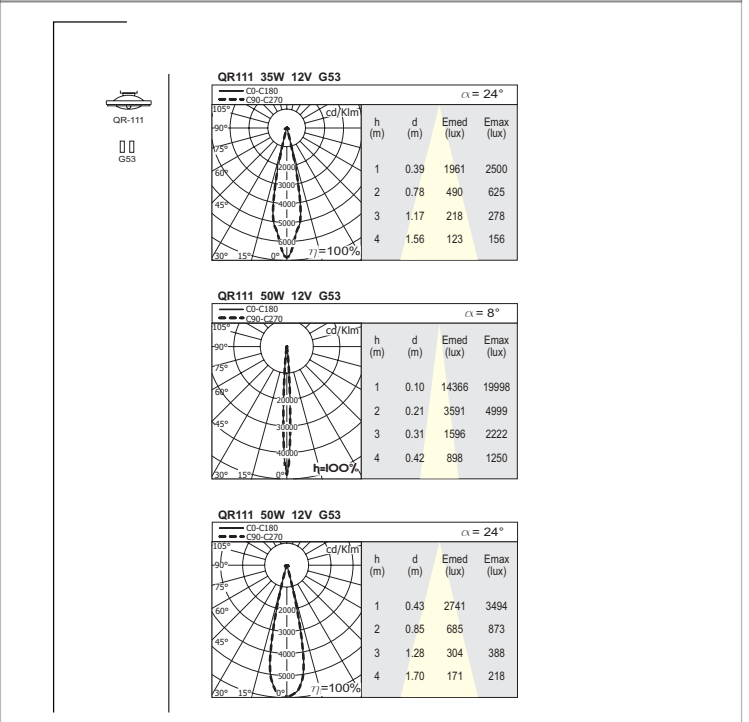 QR-111
G53
QR111 35W 12V G53
C0-C180
C90-C270
α = 24°
105°
cd/Klm
90°
75°
60°
45°
30° 15° 0°
2000
3000
4000
5000
6000
η=100%
h d Emed Emax
(m) (m) (lux) (lux)
1 0.39 1961 2500
2 0.78 490 625
3 1.17 218 278
4 1.56 123 156
QR111 50W 12V G53
C0-C180
C90-C270
α = 8°
105°
cd/Klm
90°
75°
60°
45°
30° 15° 0°
20000
30000
40000
h=100%
h d Emed Emax
(m) (m) (lux) (lux)
1 0.10 14366 19998
2 0.21 3591 4999
3 0.31 1596 2222
4 0.42 898 1250
QR111 50W 12V G53
C0-C180
C90-C270
α = 24°
105°
cd/Klm
90°
75°
60°
45°
30° 15° 0°
2000
3000
4000
5000
η=100%
h d Emed Emax
(m) (m) (lux) (lux)
1 0.43 2741 3494
2 0.85 685 873
3 1.28 304 388
4 1.70 171 218